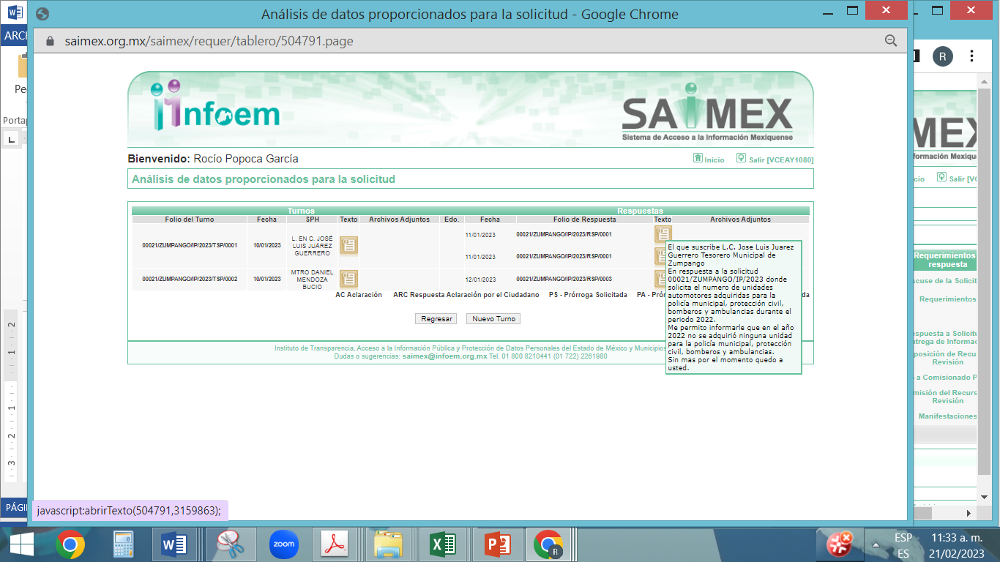 Análisis de datos proporcionados para la solicitud - Google Chrome
saimex.org.mx/saimex/requer/tablero/504791.page
ARCH
R
Pe
Portap
infoem
SAIMEX
Sistema de Acceso a la Información Mexiquense
Bienvenido: Rocío Popoca García
Inicio
Salir [VCEAY1080]
Análisis de datos proporcionados para la solicitud
Turnos
Respuestas
Folio del Turno Fecha SPH Texto Archivos Adjuntos Edo. Fecha Folio de Respuesta Texto Archivos Adjuntos
00021/ZUMPANGO/IP/2023/TSP/0001 10/01/2023
L. EN C. JOSÉ
LUIS JUÁREZ
GUERRERO
11/01/2023 00021/ZUMPANGO/IP/2023/RSP/0001
11/01/2023 00021/ZUMPANGO/IP/2023/RSP/0001
00021/ZUMPANGO/IP/2023/TSP/0002 10/01/2023
MTRO DANIEL
MENDOZA
BUCIO
12/01/2023 00021/ZUMPANGO/IP/2023/RSP/0003
AC Aclaración ARC Respuesta Aclaración por el Ciudadano PS - Prórroga Solicitada PA - Prór
da
El que suscribe L.C. Jose Luis Juarez
Guerrero Tesorero Municipal de
Zumpango
En respuesta a la solicitud
00021/ZUMPANGO/IP/2023 donde
solicita el numero de unidades
automotores adquiridas para la
policía municipal, protección civil,
bomberos y ambulancias durante el
periodo 2022.
Me permito informarle que en el año
2022 no se adquirió ninguna unidad
para la policía municipal, protección
civil, bomberos y ambulancias.
Sin mas por el momento quedo a
usted.
Regresar
Nuevo Turno
Instituto de Transparencia, Acceso a la Información Pública y Protección de Datos Personales del Estado de México y Municipios
Dudas o sugerencias: saimex@infoem.org.mx Tel. 01 800 8210441 (01 722) 2261980
MEX
formación Mexiqu
cio
Salir [V
Requerimientos
respuesta
cuse de la Solicit
Requerimientos
spuesta a Solicitu
ntrega de Informac
posición de Recu
Revisión
a Comisionado P
misión del Recurs
Revisión
Manifestaciones
2
1
1
2
3
PÁGIN
javascript:abrirTexto(504791,3159863);
zoom
R
ESP
ES
11:33 a. m.
21/02/2023